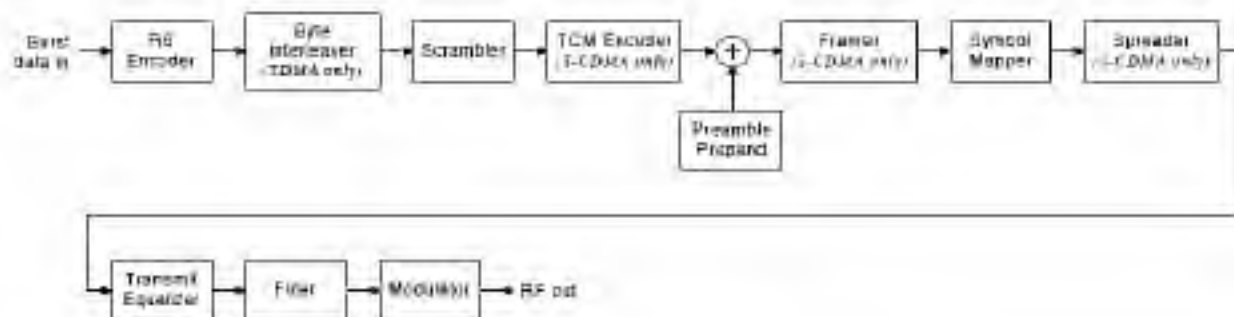 Burst
data in
RS
Encoder
Byte
Interleaver
(TDMA only)
Scrambler
TCM Encoder
(S-CDMA only)
+
Framer
(S-CDMA only)
Symbol
Mapper
Spreader
(S-CDMA only)
Preamble
Prepend
Transmit
Equalizer
Filter
Modulator
RF out